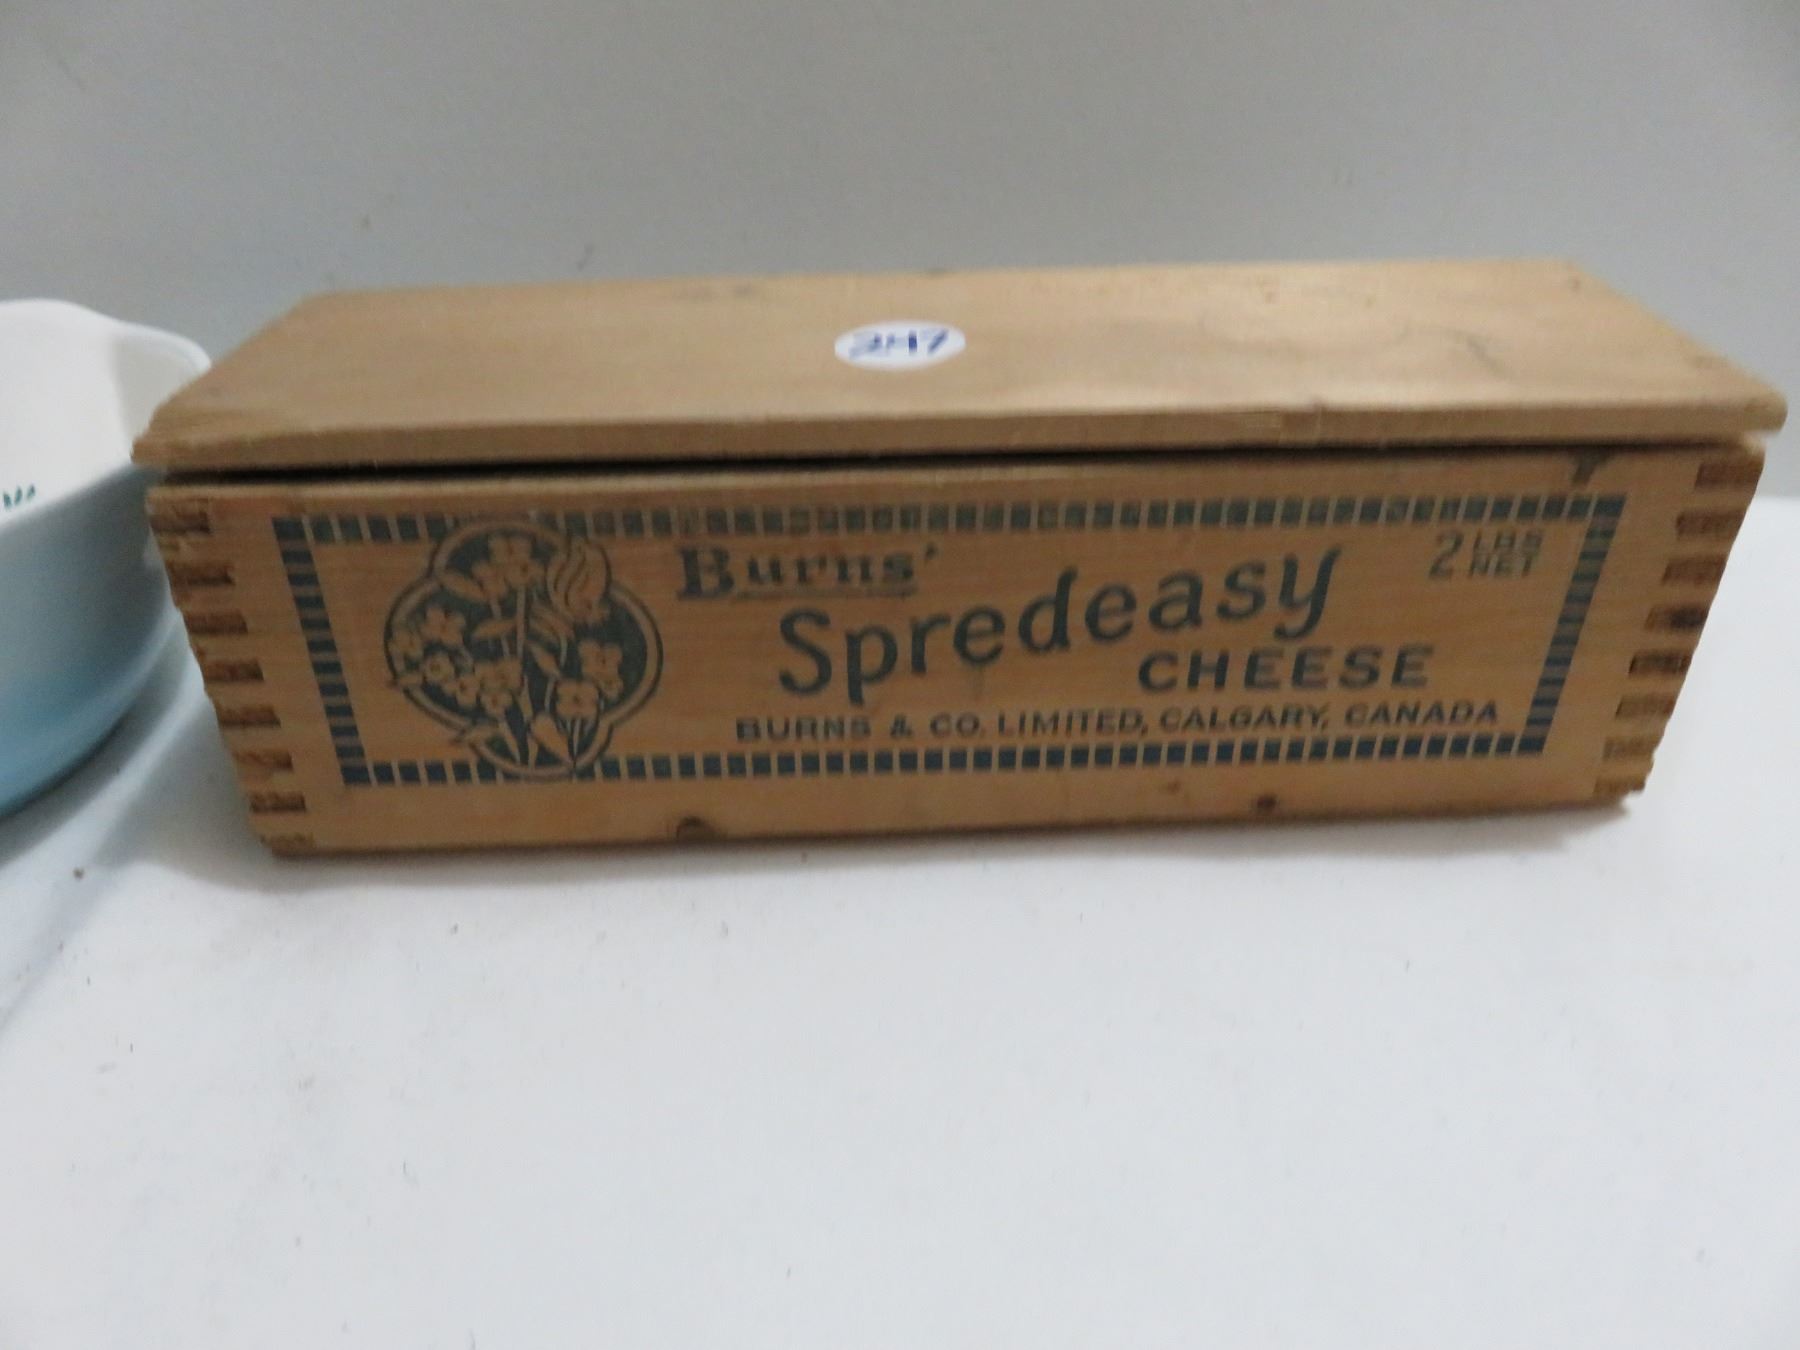 247
Burns'
Spredeasy
CHEESE
2 LBS
NET
BURNS & CO. LIMITED, CALGARY, CANADA